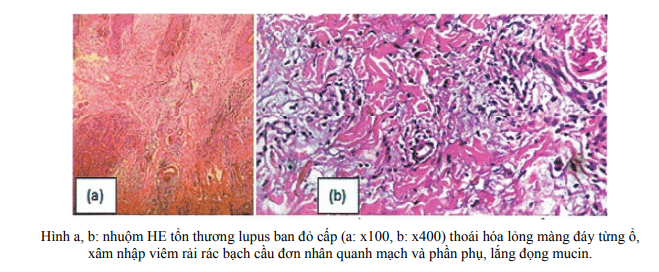 (a)
(b)
Hình a, b: nhuộm HE tổn thương lupus ban đỏ cấp (a: x100, b: x400) thoái hóa lỏng màng đáy từng ổ,
xâm nhập viêm rải rác bạch cầu đơn nhân quanh mạch và phần phụ, lắng đọng mucin.